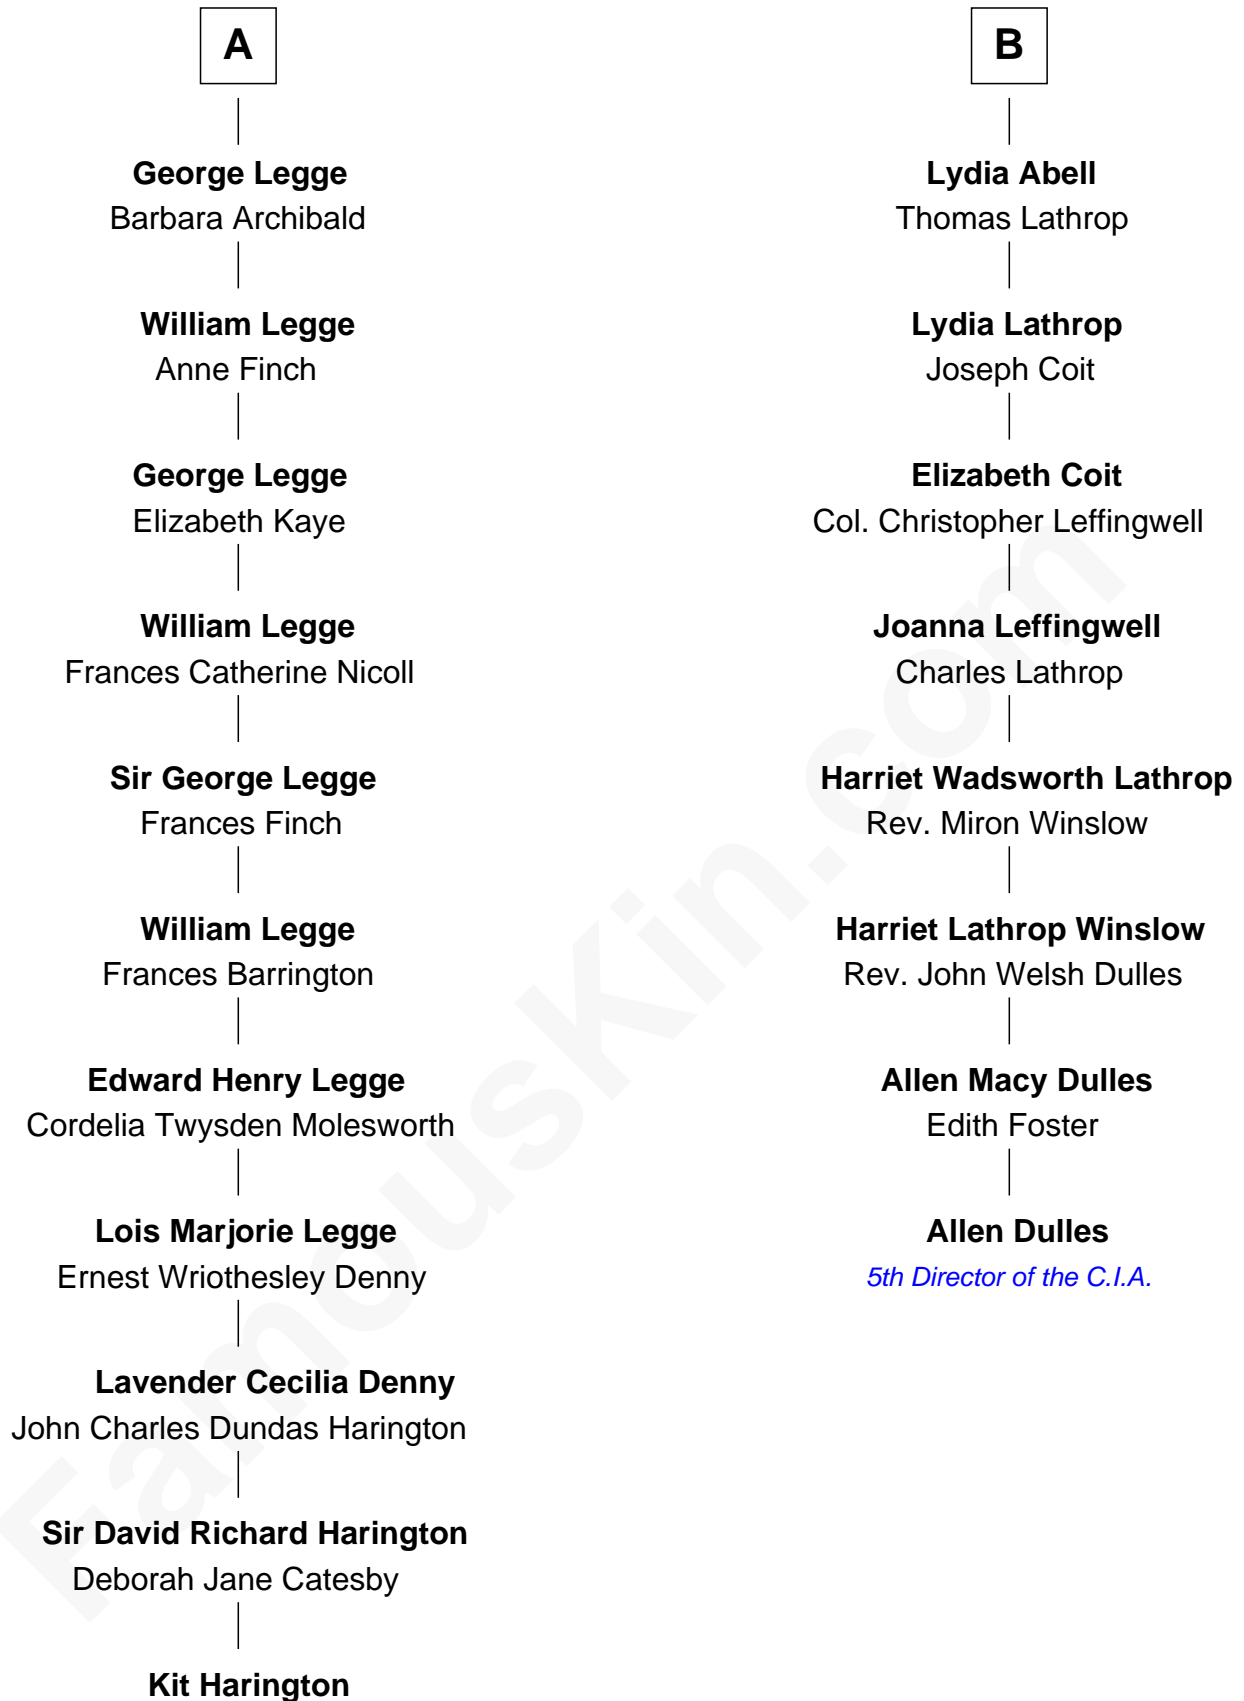 A
George Legge
Barbara Archibald
William Legge
Anne Finch
George Legge
Elizabeth Kaye
William Legge
Frances Catherine Nicoll
Sir George Legge
Frances Finch
William Legge
Frances Barrington
Edward Henry Legge
Cordelia Twysden Molesworth
Lois Marjorie Legge
Ernest Wriothesley Denny
Lavender Cecilia Denny
John Charles Dundas Harington
Sir David Richard Harington
Deborah Jane Catesby
Kit Harington
B
Lydia Abell
Thomas Lathrop
Lydia Lathrop
Joseph Coit
Elizabeth Coit
Col. Christopher Leffingwell
Joanna Leffingwell
Charles Lathrop
Harriet Wadsworth Lathrop
Rev. Miron Winslow
Harriet Lathrop Winslow
Rev. John Welsh Dulles
Allen Macy Dulles
Edith Foster
Allen Dulles
5th Director of the C.I.A.
FamousKin.com